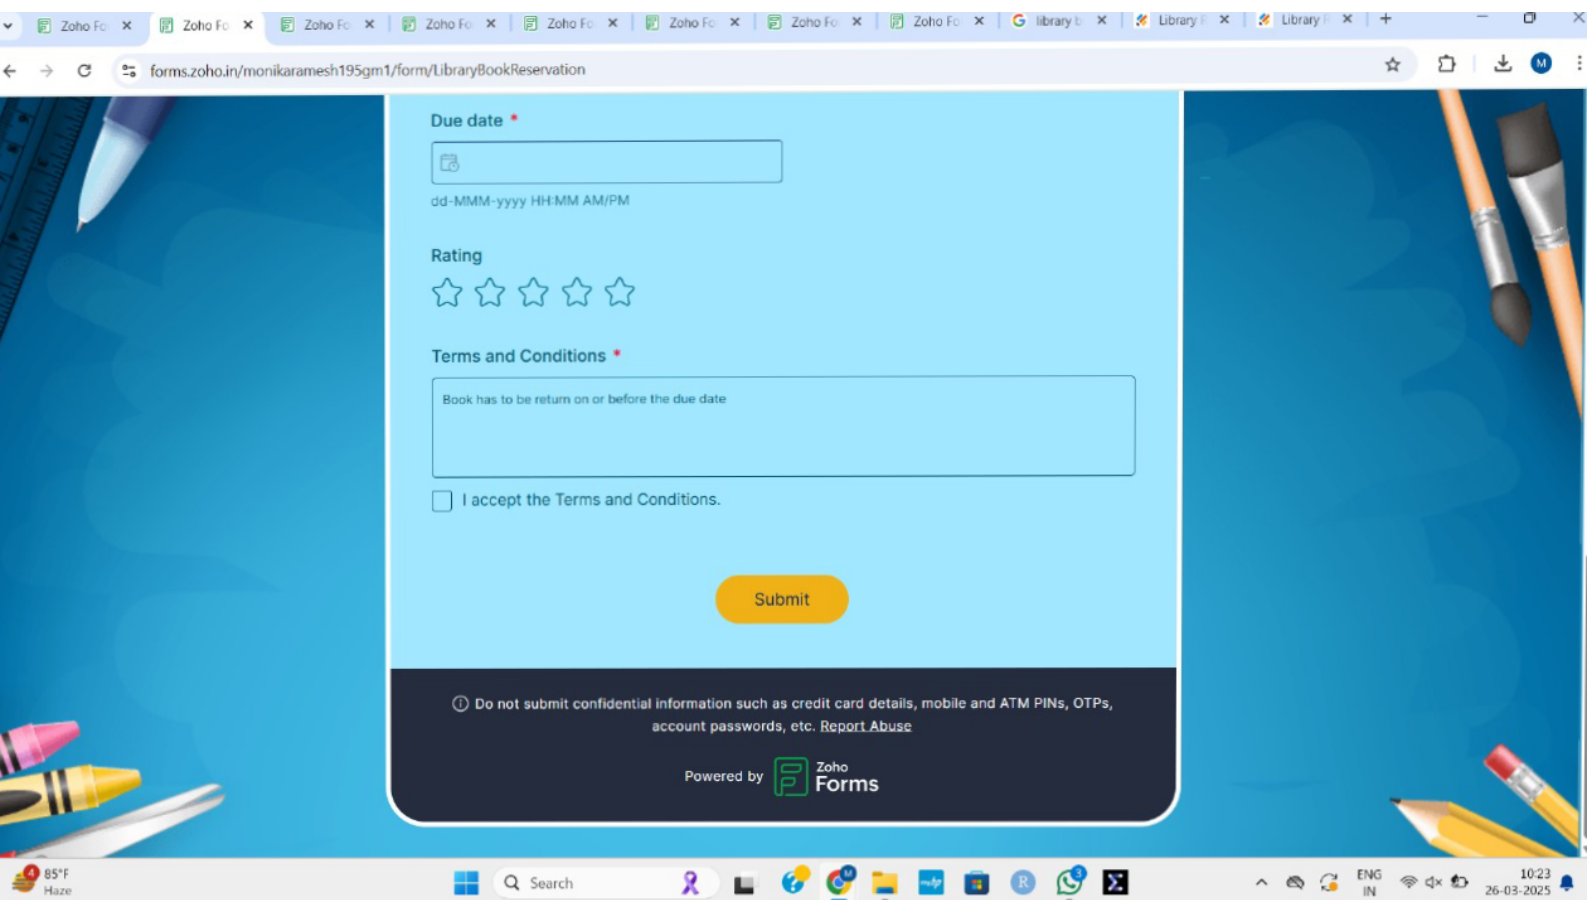 Zoho Fo Zoho Fo Zoho Fo Zoho Fo Zoho Fo Zoho Fo Zoho Fo Zoho Fo library b Library Library
forms.zoho.in/monikaramesh195gm1/form/LibraryBookReservation
M
Due date *
dd-MMM-yyyy HH:MM AM/PM
Rating
Terms and Conditions *
Book has to be return on or before the due date
I accept the Terms and Conditions.
Submit
Do not submit confidential information such as credit card details, mobile and ATM PINs, OTPs,
account passwords, etc. Report Abuse
Powered by Zoho
Forms
4 85°F
Haze
Search
M
R
3
Σ
ENG
IN
10:23
26-03-2025